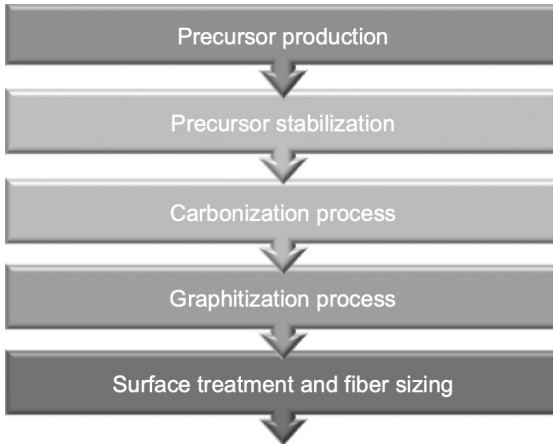 Precursor production
Precursor stabilization
Carbonization process
Graphitization process
Surface treatment and fiber sizing